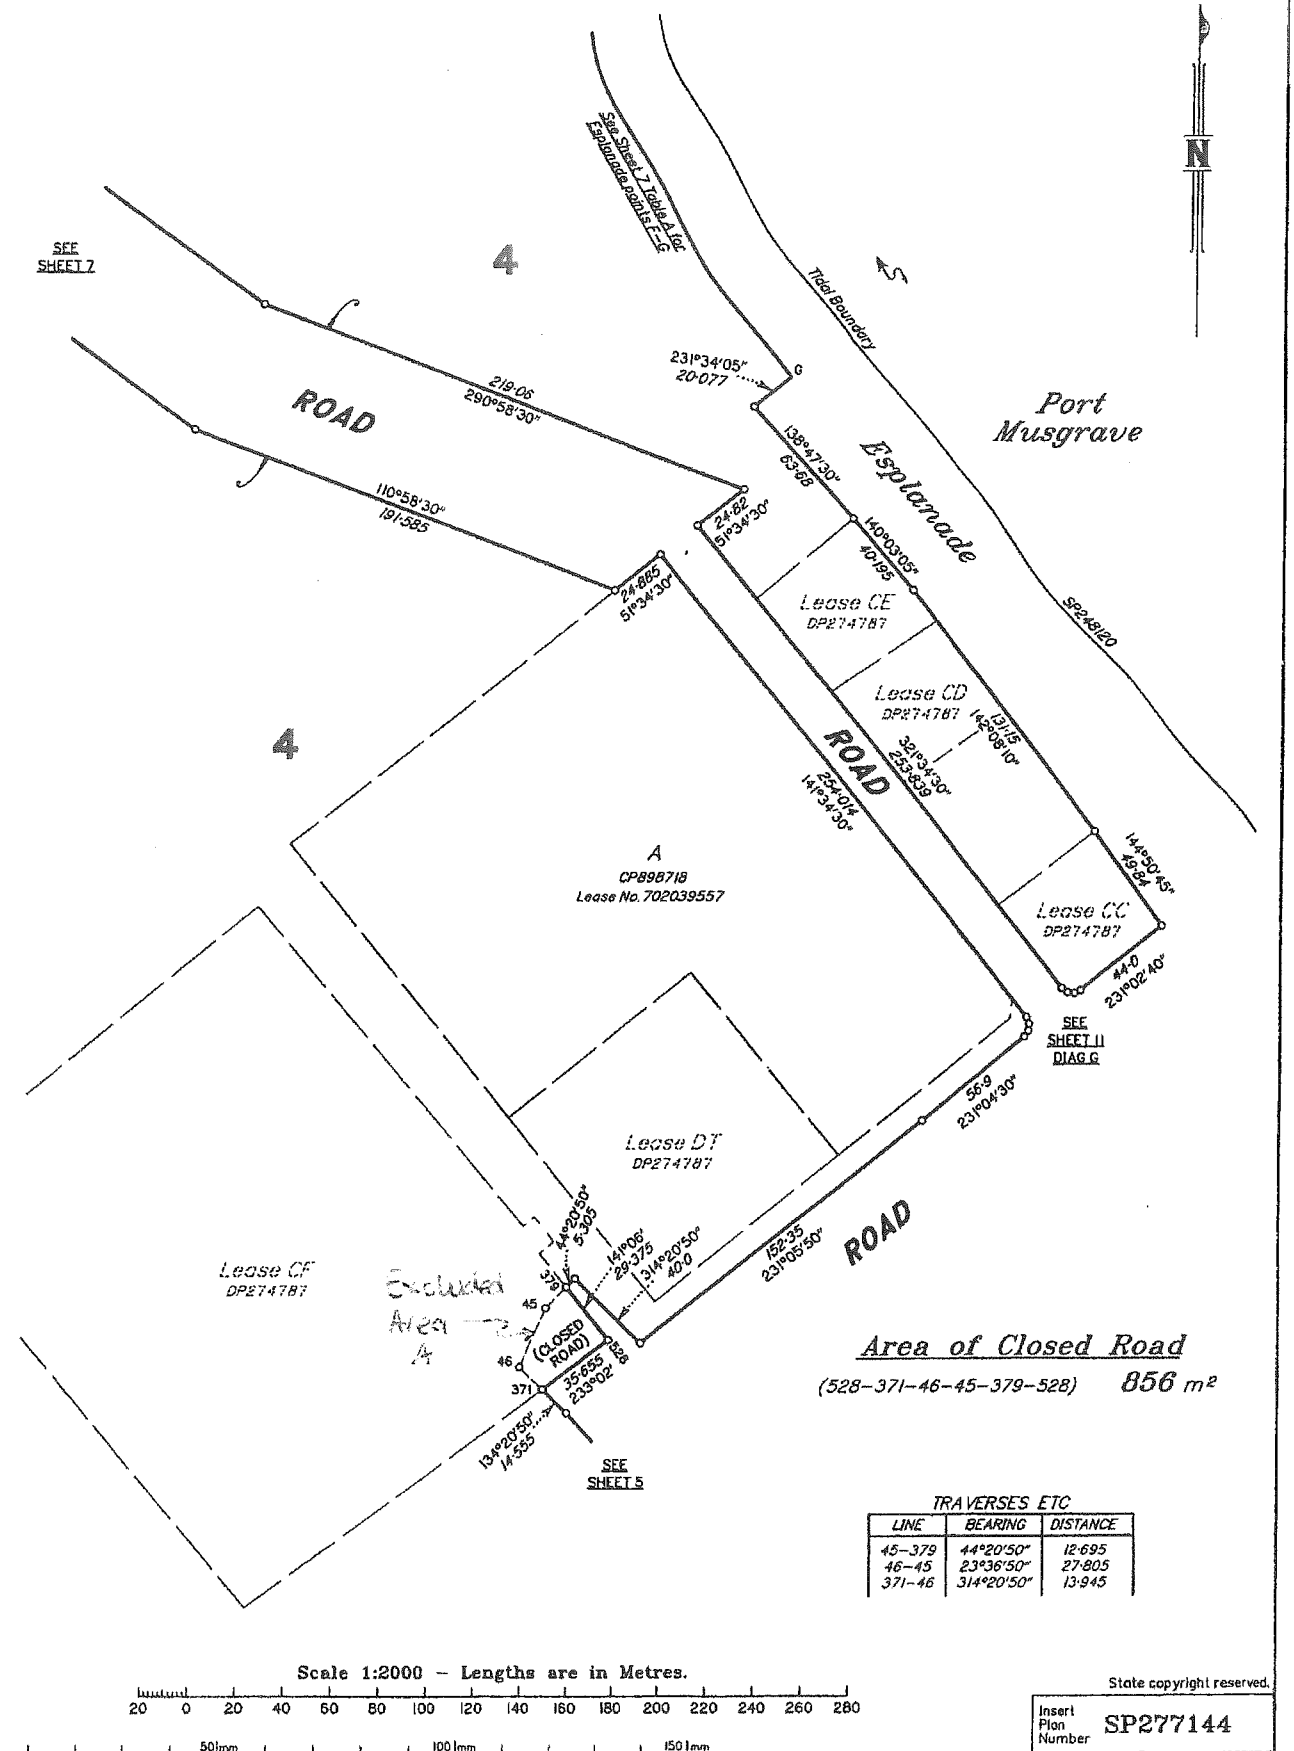 N
SEE
SHEET 7
4
See Sheet 7 Table A for
Esplanade points F-G
Tidal Boundary
Port
Musgrave
231°34'05"
20·077
G
219·06
290°58'30"
ROAD
138°47'30"
63·68
Esplanade
110°58'30"
191·585
24·82
51°34'30"
140°03'05"
40·195
24·885
51°34'30"
Lease CE
DP274787
SP248120
Lease CD
DP274787
131·15
142°08'10"
4
ROAD
321°34'30"
253·839
254·014
141°34'30"
A
CP898718
Lease No. 702039557
144°50'45"
49·84
Lease CC
DP274787
44·0
231°02'40"
SEE
SHEET 11
DIAG G
56·9
231°04'30"
Lease DT
DP274787
44°20'50"
5·305
141°06'
29·375
314°20'50"
40·0
152·35
231°05'50"
ROAD
Lease CF
DP274787
Excluded
Area
A
379
45
(CLOSED
ROAD)
46
528
371
35·655
233°02'
134°20'50"
14·555
SEE
SHEET 5
Area of Closed Road
(528-371-46-45-379-528) 856 m²
TRAVERSES ETC
LINE BEARING DISTANCE
45-379 44°20'50" 12·695
46-45 23°36'50" 27·805
371-46 314°20'50" 13·945
Scale 1:2000 - Lengths are in Metres.
20 0 20 40 60 80 100 120 140 160 180 200 220 240 260 280
50mm 100mm 150mm
State copyright reserved.
Insert
Plan
Number
SP277144